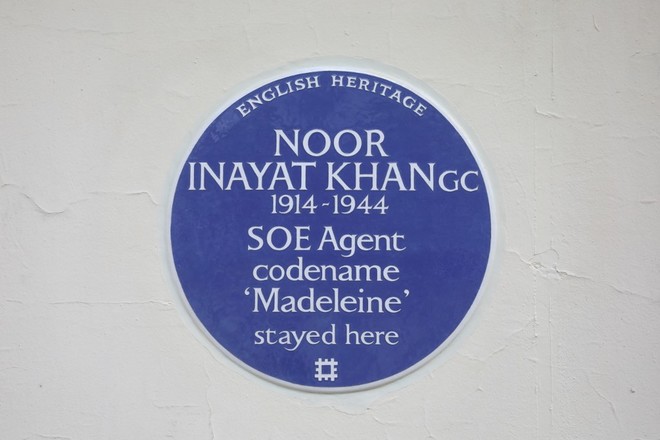 ENGLISH HERITAGE
NOOR
INAYAT KHAN GC
1914-1944
SOE Agent
codename
‘Madeleine’
stayed here